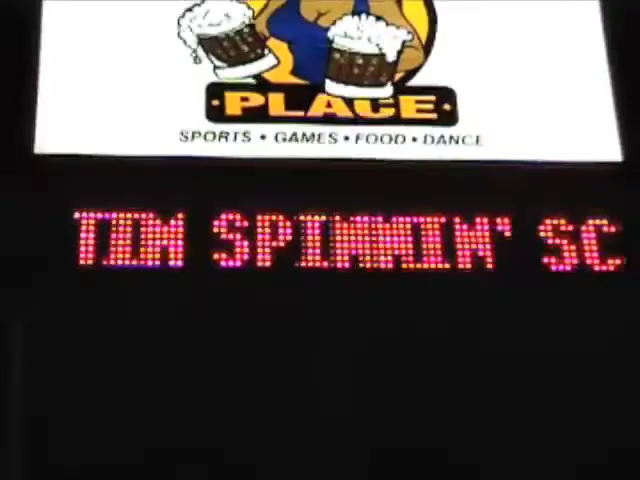 · PLACE ·
SPORTS • GAMES • FOOD • DANCE
TIM SPINNIN' SC